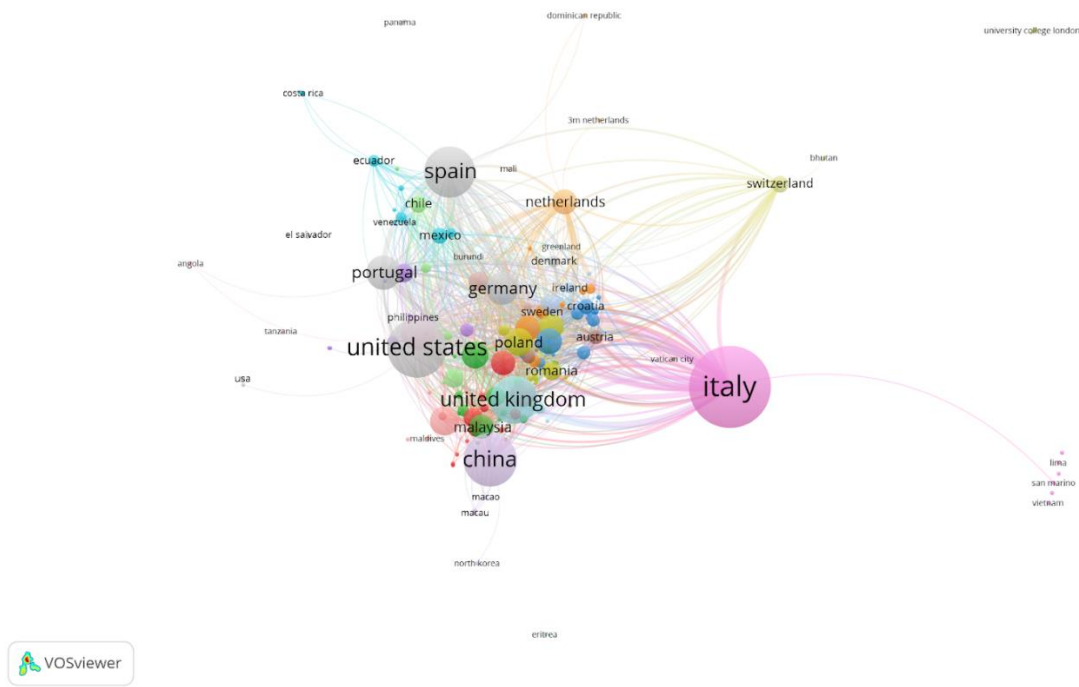 panama
dominican republic
university college london
costa rica
3m netherlands
ecuador
spain
mali
bhutan
switzerland
chile
netherlands
venezuela
el salvador
mexico
greenland
burundi
denmark
angola
portugal
germany
ireland
croatia
philippines
sweden
tanzania
united states
poland
austria
vatican city
romania
usa
italy
united kingdom
malaysia
maldives
china
lima
san marino
macao
vietnam
macau
north korea
eritrea
VOSviewer